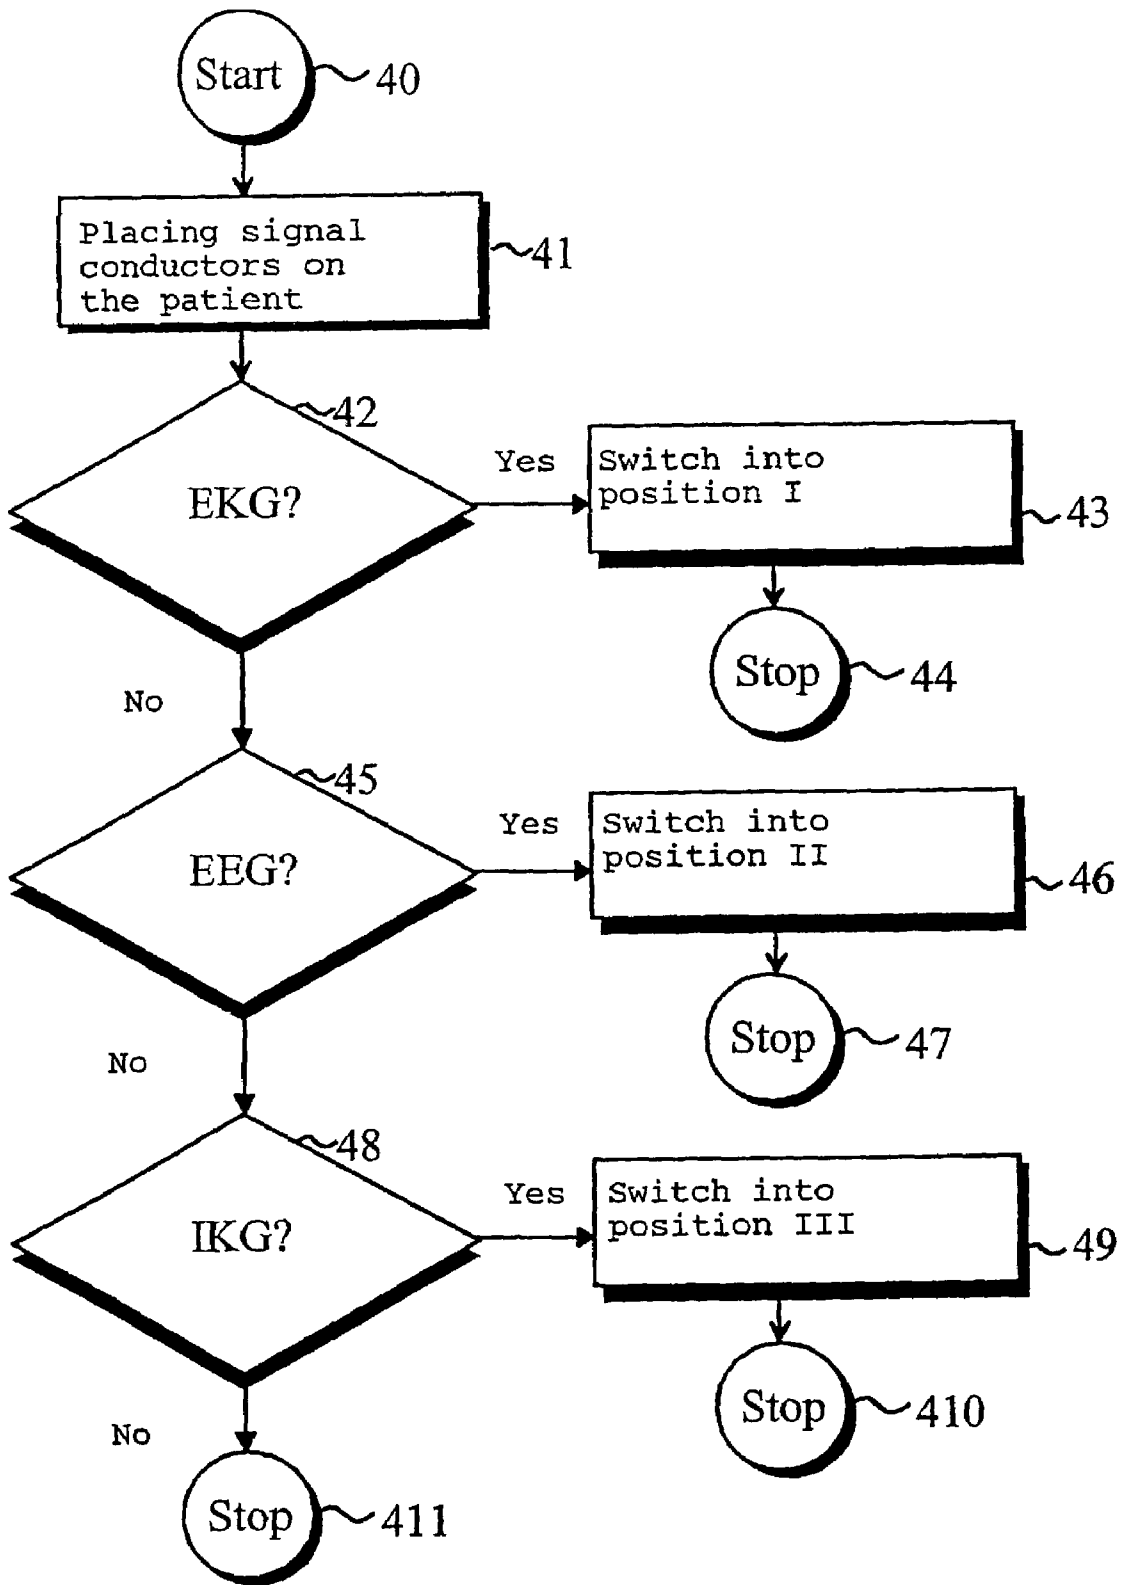 Start
40
Placing signal
conductors on
the patient
41
42
EKG?
Yes
Switch into
position I
43
Stop
44
No
45
EEG?
Yes
Switch into
position II
46
Stop
47
No
48
IKG?
Yes
Switch into
position III
49
Stop
410
No
Stop
411